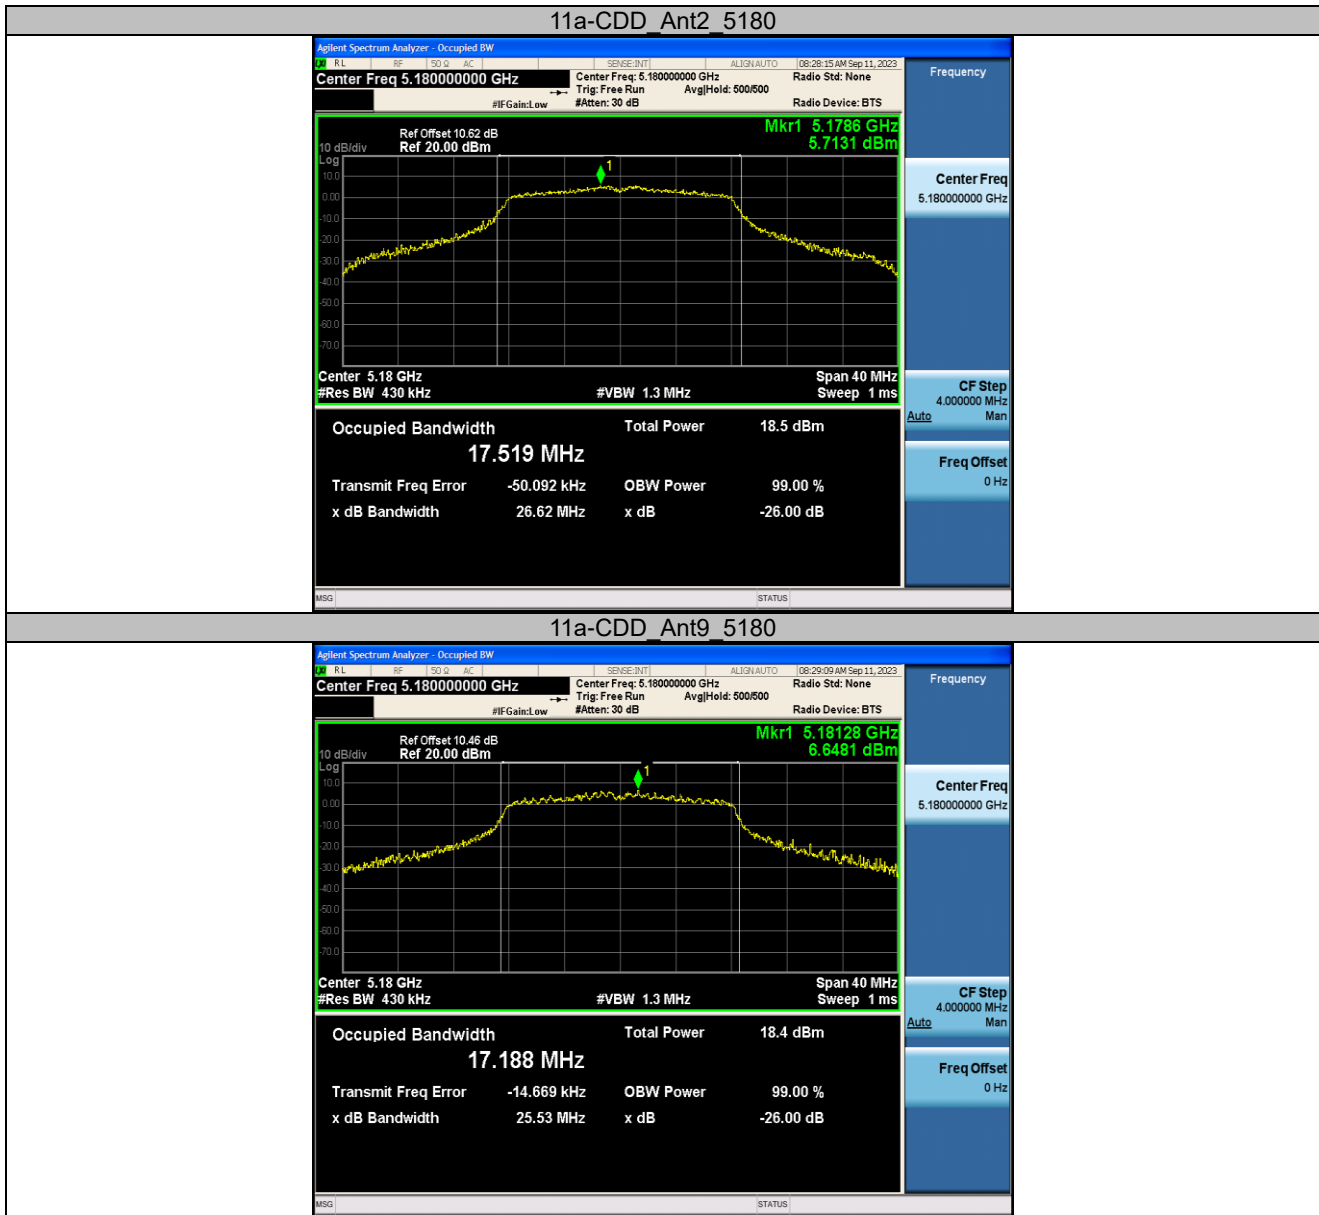 11a-CDD_Ant2_5180
Agilent Spectrum Analyzer - Occupied BW
RL RF 50 Ω AC SENSE:INT ALIGN AUTO 08:28:15 AM Sep 11, 2023
Center Freq 5.180000000 GHz
Center Freq: 5.180000000 GHz Radio Std: None
Trig: Free Run Avg|Hold: 500/500
#IFGain:Low #Atten: 30 dB Radio Device: BTS
Frequency
Mkr1 5.1786 GHz
5.7131 dBm
Ref Offset 10.62 dB
10 dB/div Ref 20.00 dBm
Log
10.0
0.00
-10.0
-20.0
-30.0
-40.0
-50.0
-60.0
-70.0
1
Center Freq
5.180000000 GHz
Center 5.18 GHz Span 40 MHz
#Res BW 430 kHz #VBW 1.3 MHz Sweep 1 ms
CF Step
4.000000 MHz
Auto Man
Occupied Bandwidth Total Power 18.5 dBm
17.519 MHz
Freq Offset
0 Hz
Transmit Freq Error -50.092 kHz OBW Power 99.00 %
x dB Bandwidth 26.62 MHz x dB -26.00 dB
MSG STATUS
11a-CDD_Ant9_5180
Agilent Spectrum Analyzer - Occupied BW
RL RF 50 Ω AC SENSE:INT ALIGN AUTO 08:29:09 AM Sep 11, 2023
Center Freq 5.180000000 GHz
Center Freq: 5.180000000 GHz Radio Std: None
Trig: Free Run Avg|Hold: 500/500
#IFGain:Low #Atten: 30 dB Radio Device: BTS
Frequency
Mkr1 5.18128 GHz
6.6481 dBm
Ref Offset 10.46 dB
10 dB/div Ref 20.00 dBm
Log
10.0
0.00
-10.0
-20.0
-30.0
-40.0
-50.0
-60.0
-70.0
1
Center Freq
5.180000000 GHz
Center 5.18 GHz Span 40 MHz
#Res BW 430 kHz #VBW 1.3 MHz Sweep 1 ms
CF Step
4.000000 MHz
Auto Man
Occupied Bandwidth Total Power 18.4 dBm
17.188 MHz
Freq Offset
0 Hz
Transmit Freq Error -14.669 kHz OBW Power 99.00 %
x dB Bandwidth 25.53 MHz x dB -26.00 dB
MSG STATUS